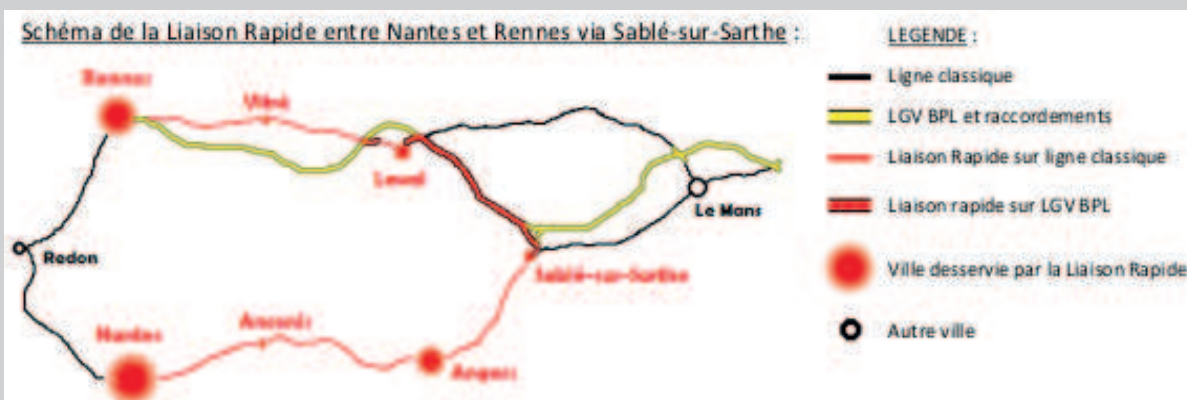 Schéma de la Liaison Rapide entre Nantes et Rennes via Sablé-sur-Sarthe :
LEGENDE :
Ligne classique
LGV BPL et raccordements
Liaison Rapide sur ligne classique
Liaison rapide sur LGV BPL
Ville desservie par la Liaison Rapide
Autre ville
Rennes
Vitré
Laval
Le Mans
Redon
Sablé-sur-Sarthe
Nantes
Ancenis
Angers